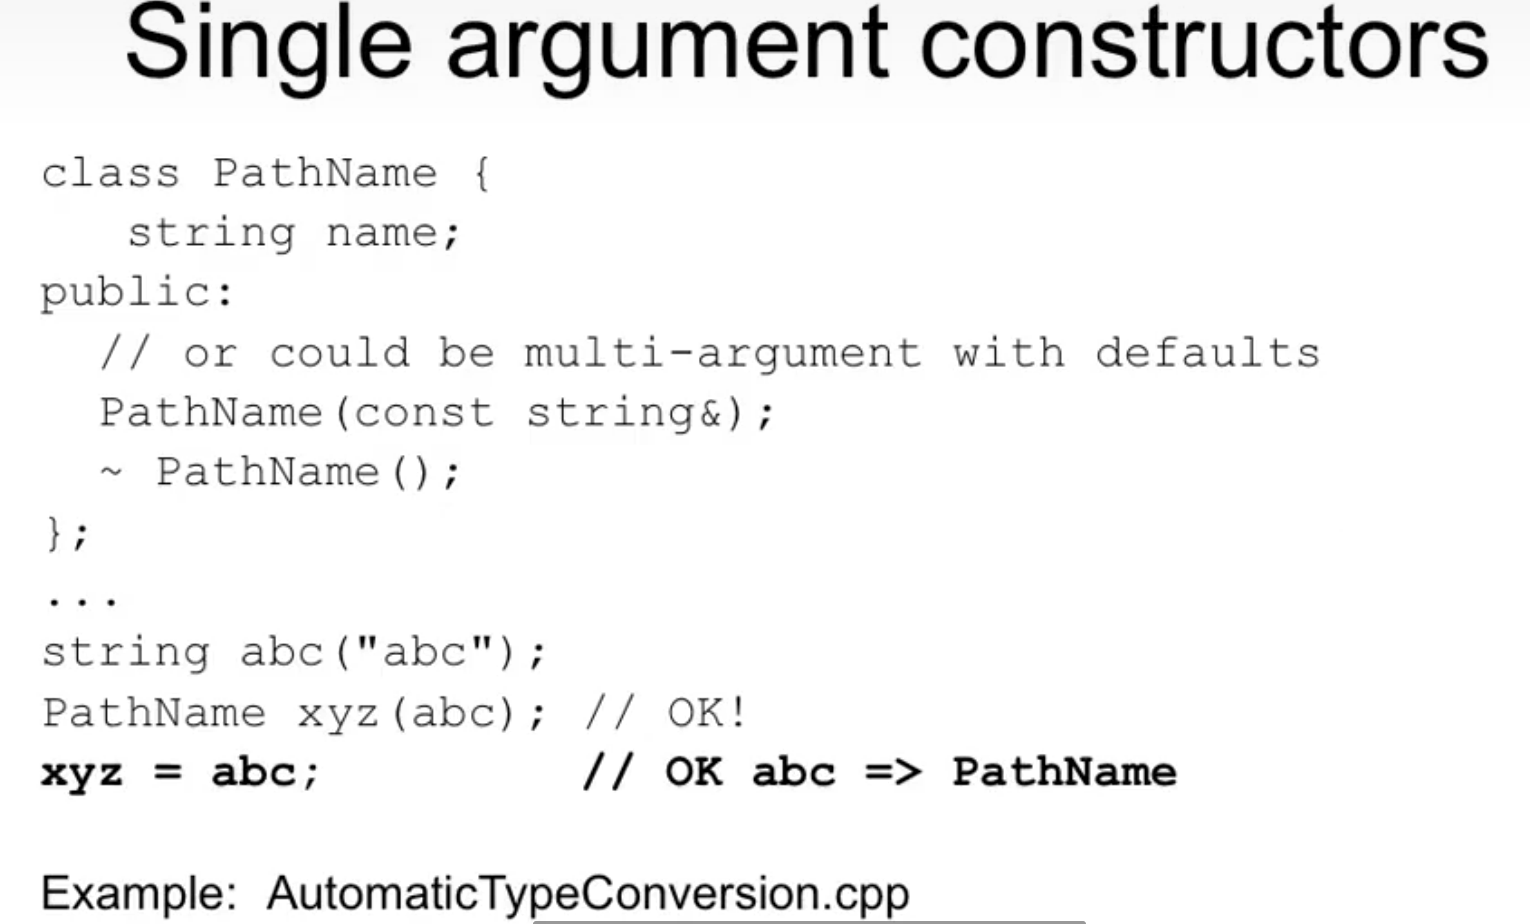 Single argument constructors
class PathName {
string name;
public:
// or could be multi-argument with defaults
PathName(const string&);
~ PathName();
};
...
string abc("abc");
PathName xyz(abc); // OK!
xyz = abc; // OK abc => PathName
Example: AutomaticTypeConversion.cpp